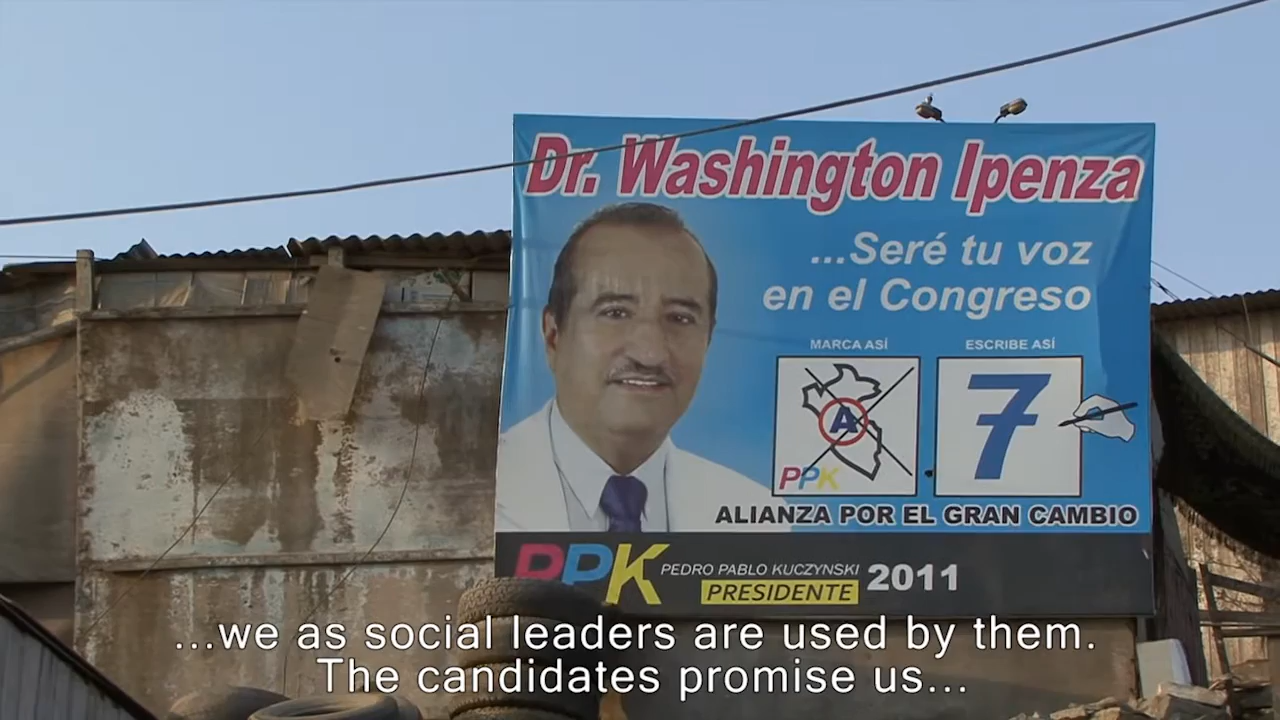 Dr. Washington Ipenza
...Seré tu voz
en el Congreso
MARCA ASÍ
ESCRIBE ASÍ
A
7
PPK
ALIANZA POR EL GRAN CAMBIO
PPK PEDRO PABLO KUCZYNSKI
PRESIDENTE 2011
...we as social leaders are used by them.
The candidates promise us...